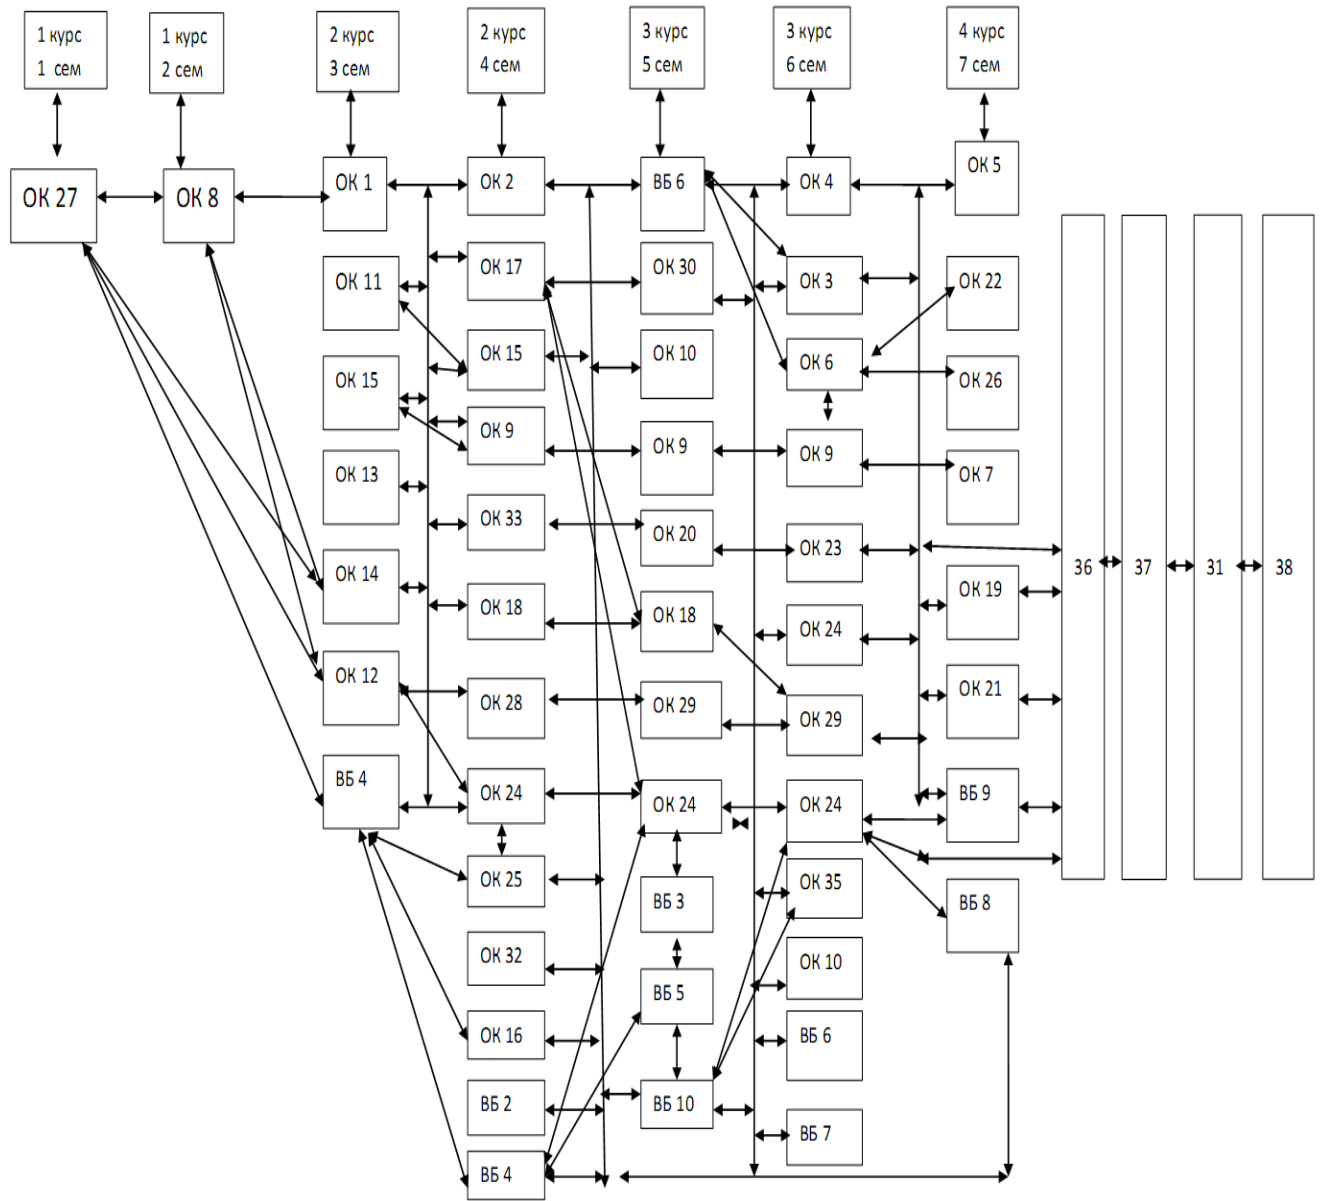 1 курс
1 сем
1 курс
2 сем
2 курс
3 сем
2 курс
4 сем
3 курс
5 сем
3 курс
6 сем
4 курс
7 сем
ОК 27
ОК 8
ОК 1
ОК 11
ОК 15
ОК 13
ОК 14
ОК 12
ВБ 4
ОК 2
ОК 17
ОК 15
ОК 9
ОК 33
ОК 18
ОК 28
ОК 24
ОК 25
ОК 32
ОК 16
ВБ 2
ВБ 4
ВБ 6
ОК 30
ОК 10
ОК 9
ОК 20
ОК 18
ОК 29
ОК 24
ВБ 3
ВБ 5
ВБ 10
ОК 4
ОК 3
ОК 6
ОК 9
ОК 23
ОК 24
ОК 29
ОК 24
ОК 35
ОК 10
ВБ 6
ВБ 7
ОК 5
ОК 22
ОК 26
ОК 7
ОК 19
ОК 21
ВБ 9
ВБ 8
36
37
31
38